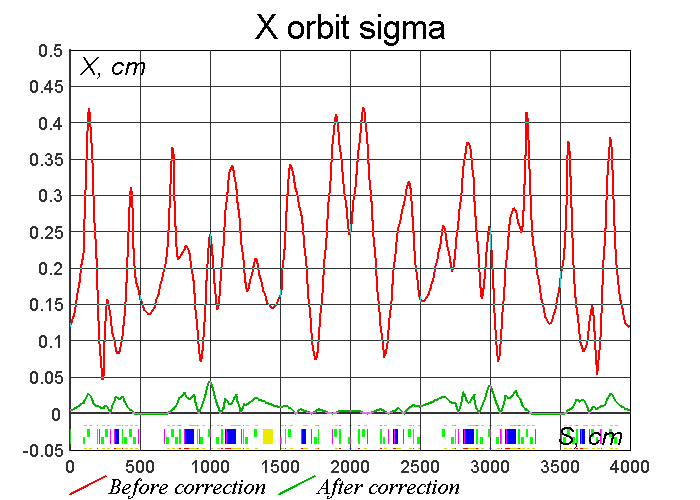 X orbit sigma
X, cm
0.5
0.45
0.4
0.35
0.3
0.25
0.2
0.15
0.1
0.05
0
-0.05
S, cm
0 500 1000 1500 2000 2500 3000 3500 4000
Before correction After correction